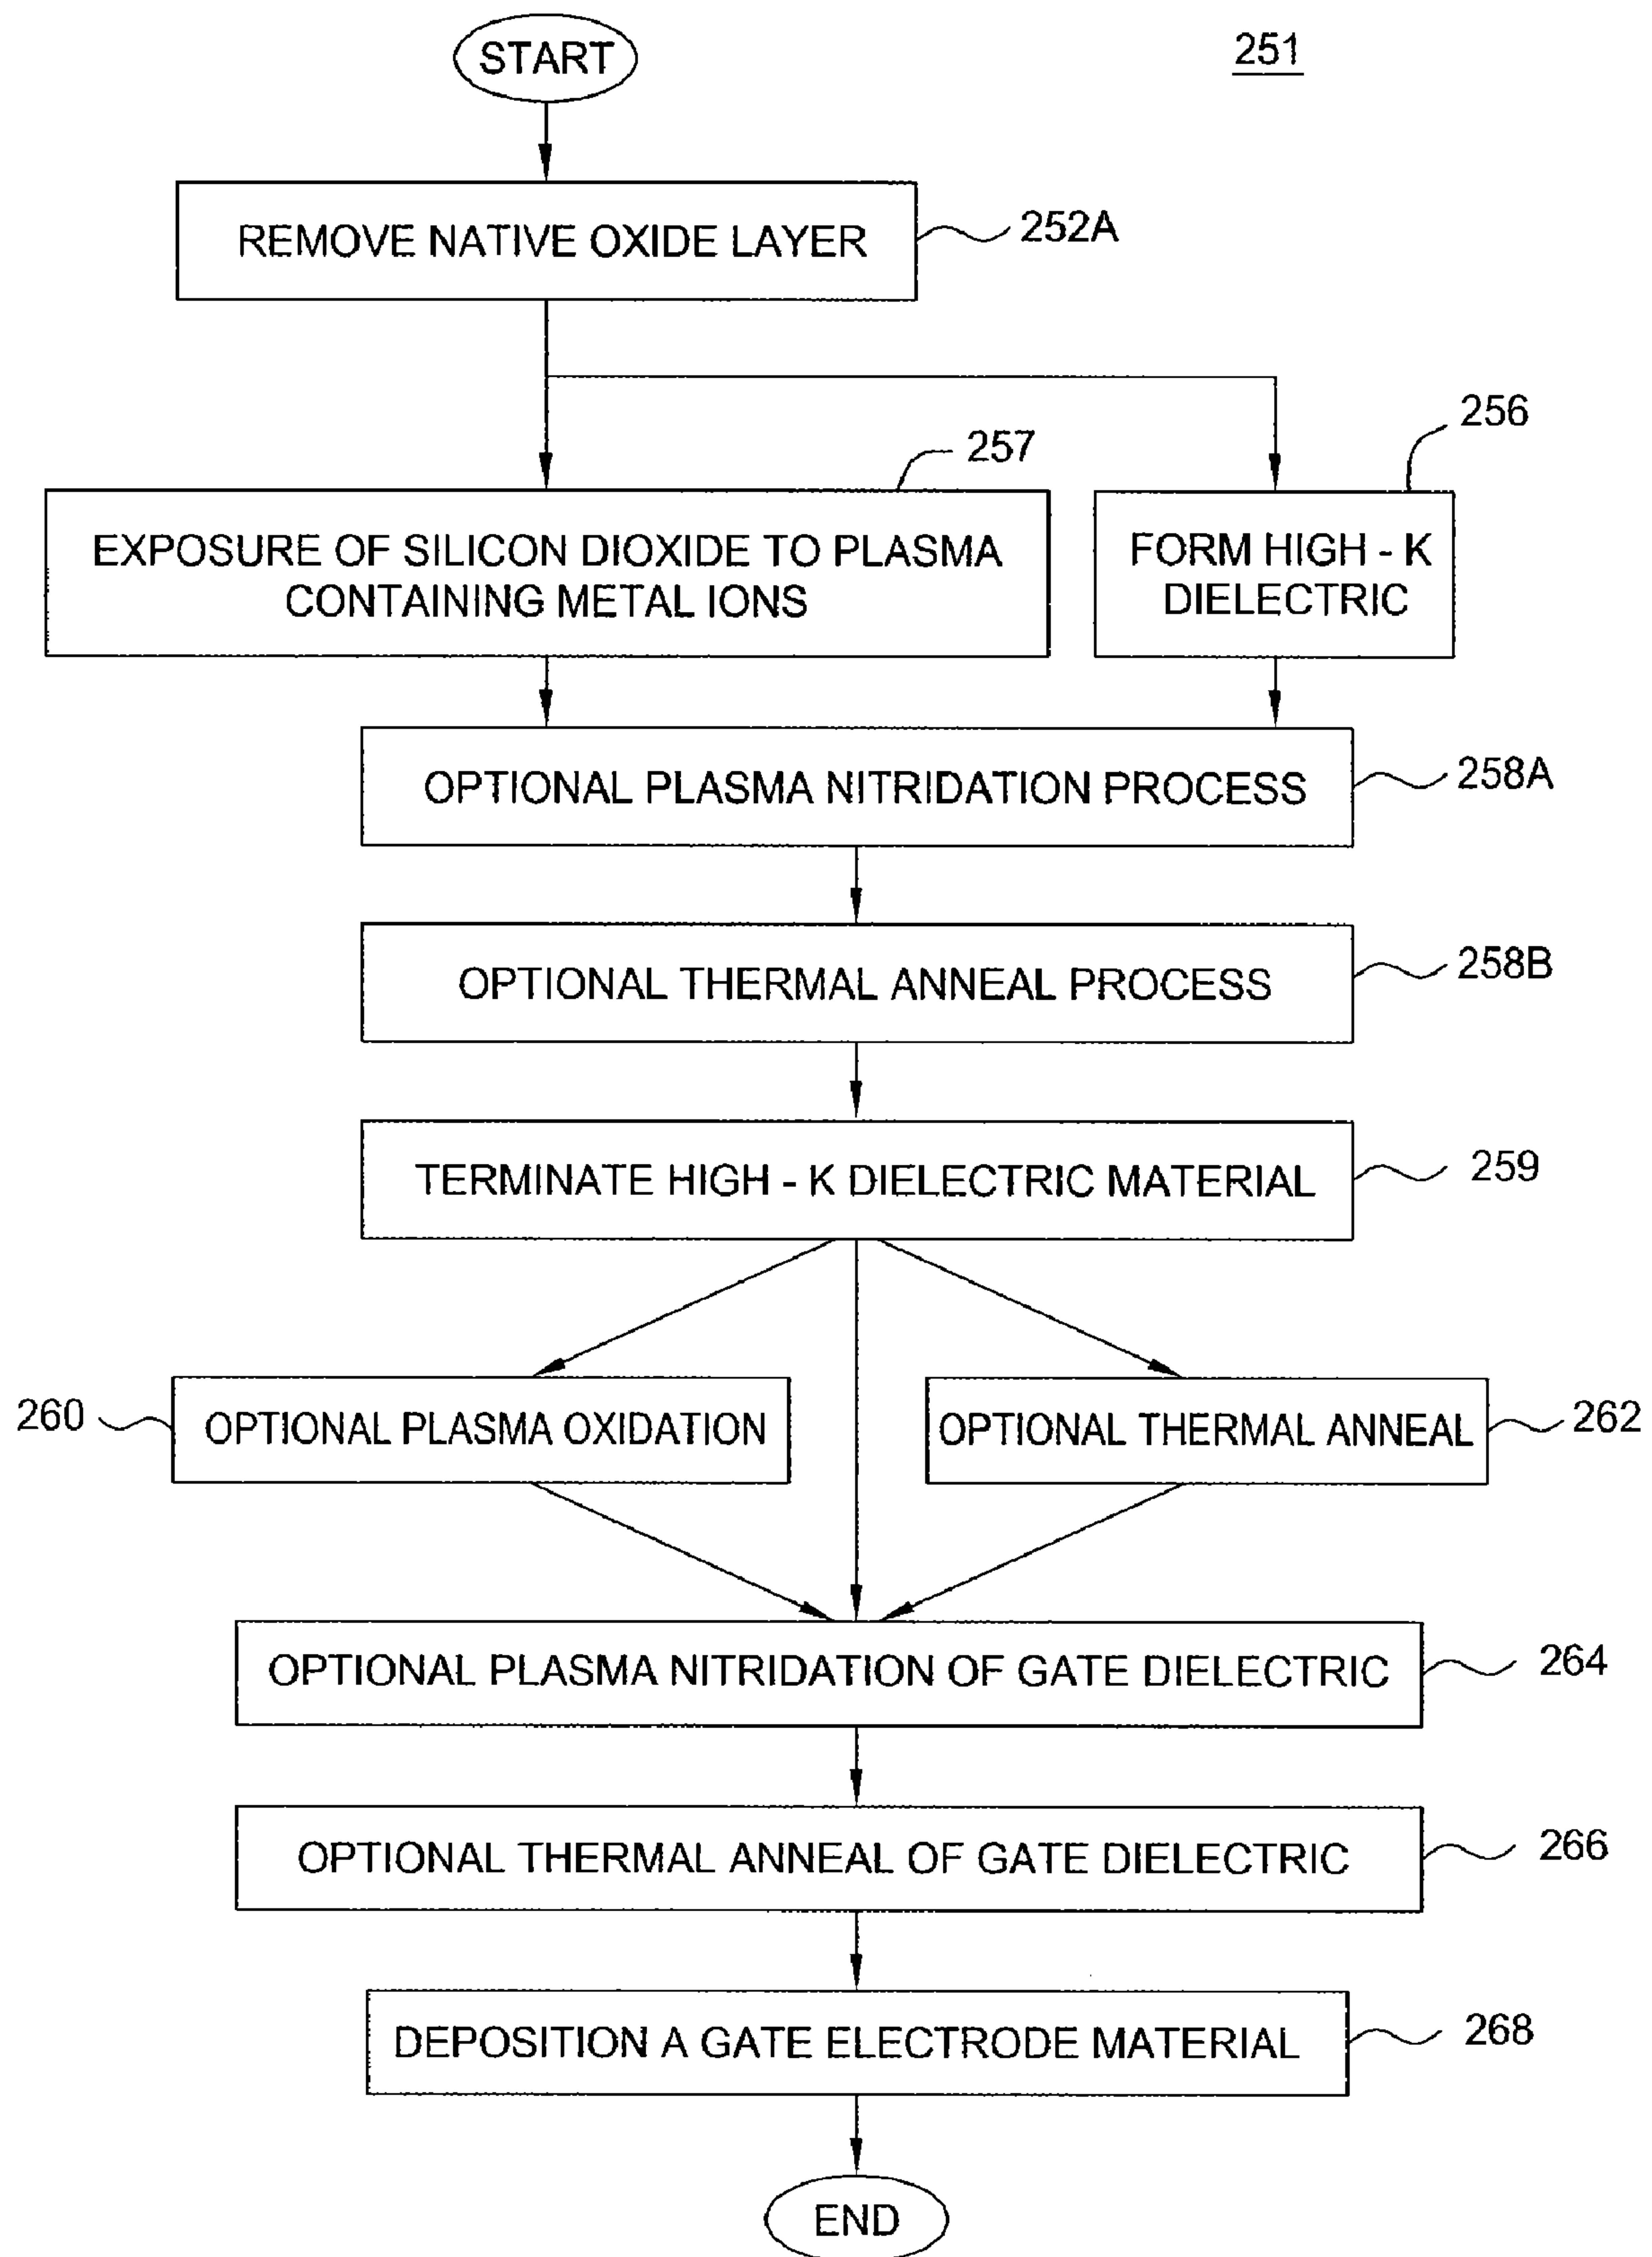 START
251
REMOVE NATIVE OXIDE LAYER
252A
257
256
EXPOSURE OF SILICON DIOXIDE TO PLASMA
CONTAINING METAL IONS
FORM HIGH - K
DIELECTRIC
OPTIONAL PLASMA NITRIDATION PROCESS
258A
OPTIONAL THERMAL ANNEAL PROCESS
258B
TERMINATE HIGH - K DIELECTRIC MATERIAL
259
260
OPTIONAL PLASMA OXIDATION
OPTIONAL THERMAL ANNEAL
262
OPTIONAL PLASMA NITRIDATION OF GATE DIELECTRIC
264
OPTIONAL THERMAL ANNEAL OF GATE DIELECTRIC
266
DEPOSITION A GATE ELECTRODE MATERIAL
268
END